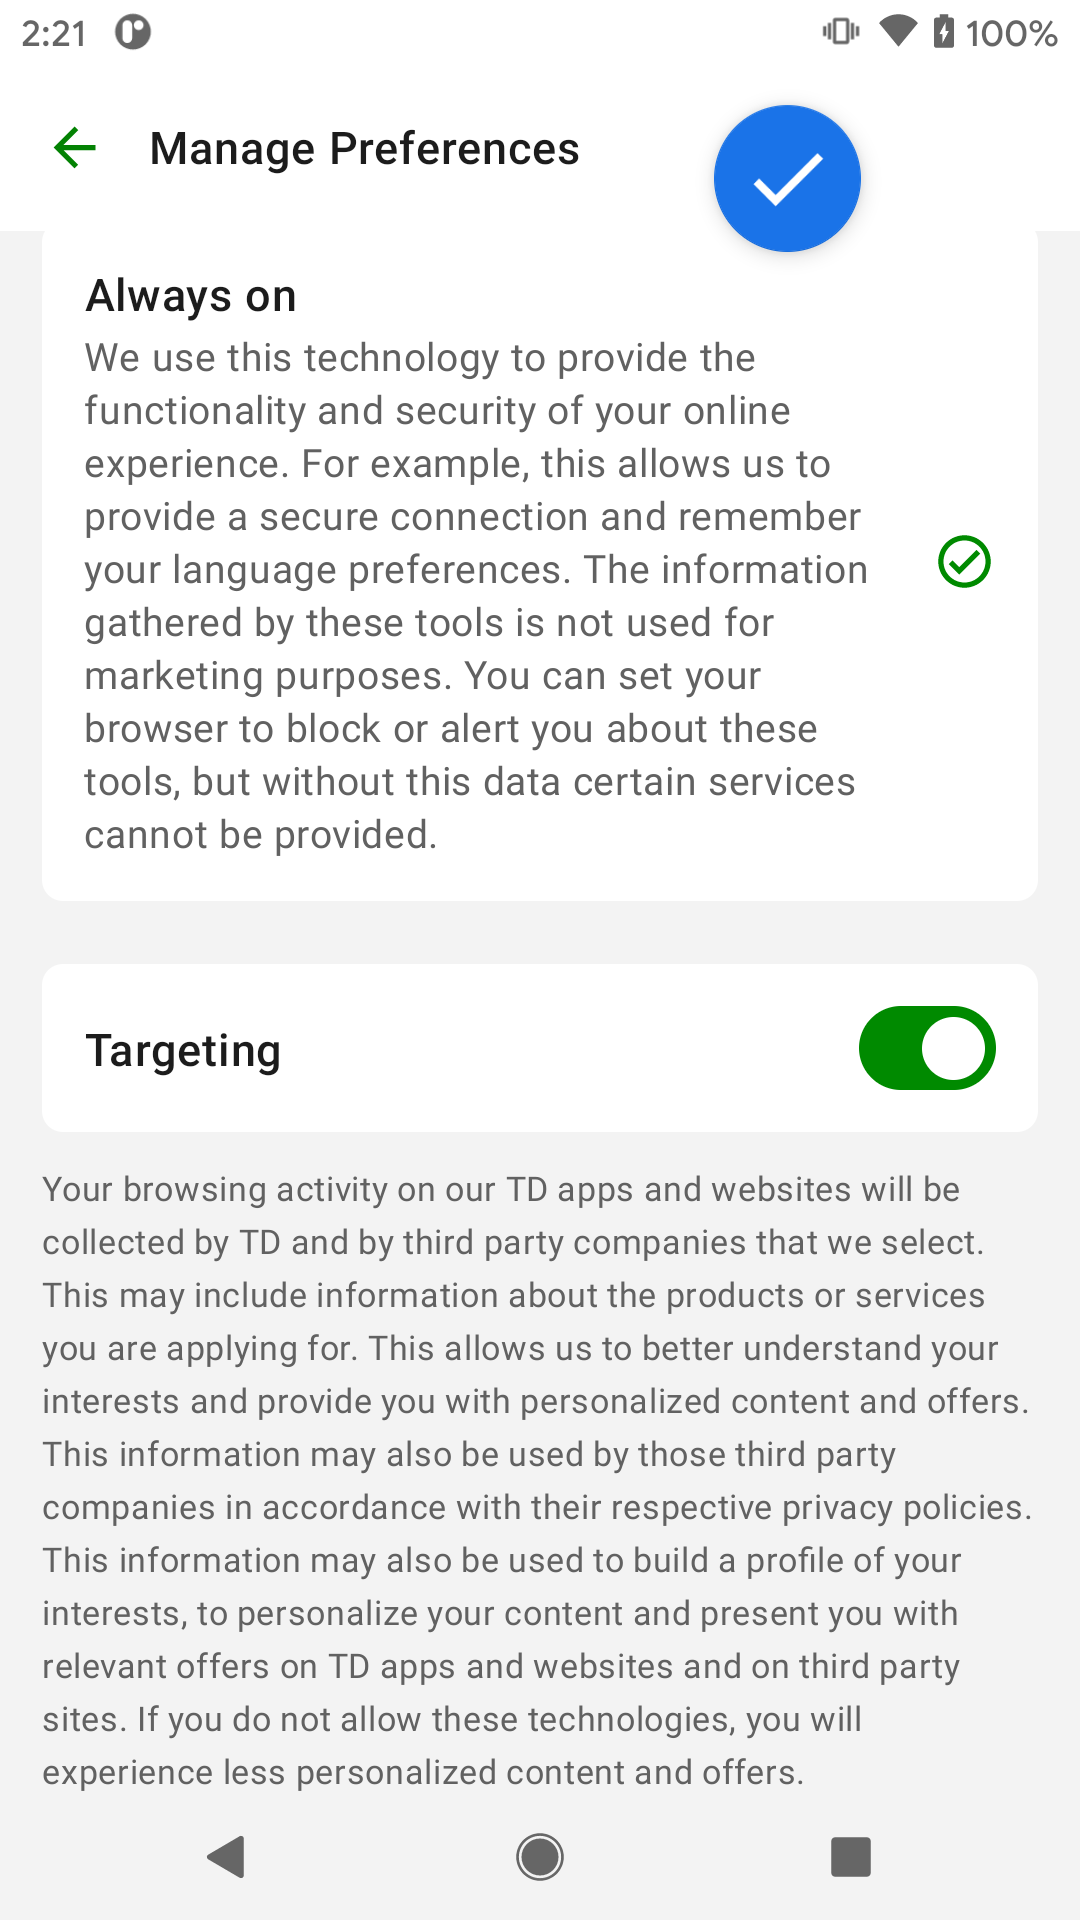 2:21
100%
Manage Preferences
Always on
We use this technology to provide the
functionality and security of your online
experience. For example, this allows us to
provide a secure connection and remember
your language preferences. The information
gathered by these tools is not used for
marketing purposes. You can set your
browser to block or alert you about these
tools, but without this data certain services
cannot be provided.
Targeting
Your browsing activity on our TD apps and websites will be
collected by TD and by third party companies that we select.
This may include information about the products or services
you are applying for. This allows us to better understand your
interests and provide you with personalized content and offers.
This information may also be used by those third party
companies in accordance with their respective privacy policies.
This information may also be used to build a profile of your
interests, to personalize your content and present you with
relevant offers on TD apps and websites and on third party
sites. If you do not allow these technologies, you will
experience less personalized content and offers.